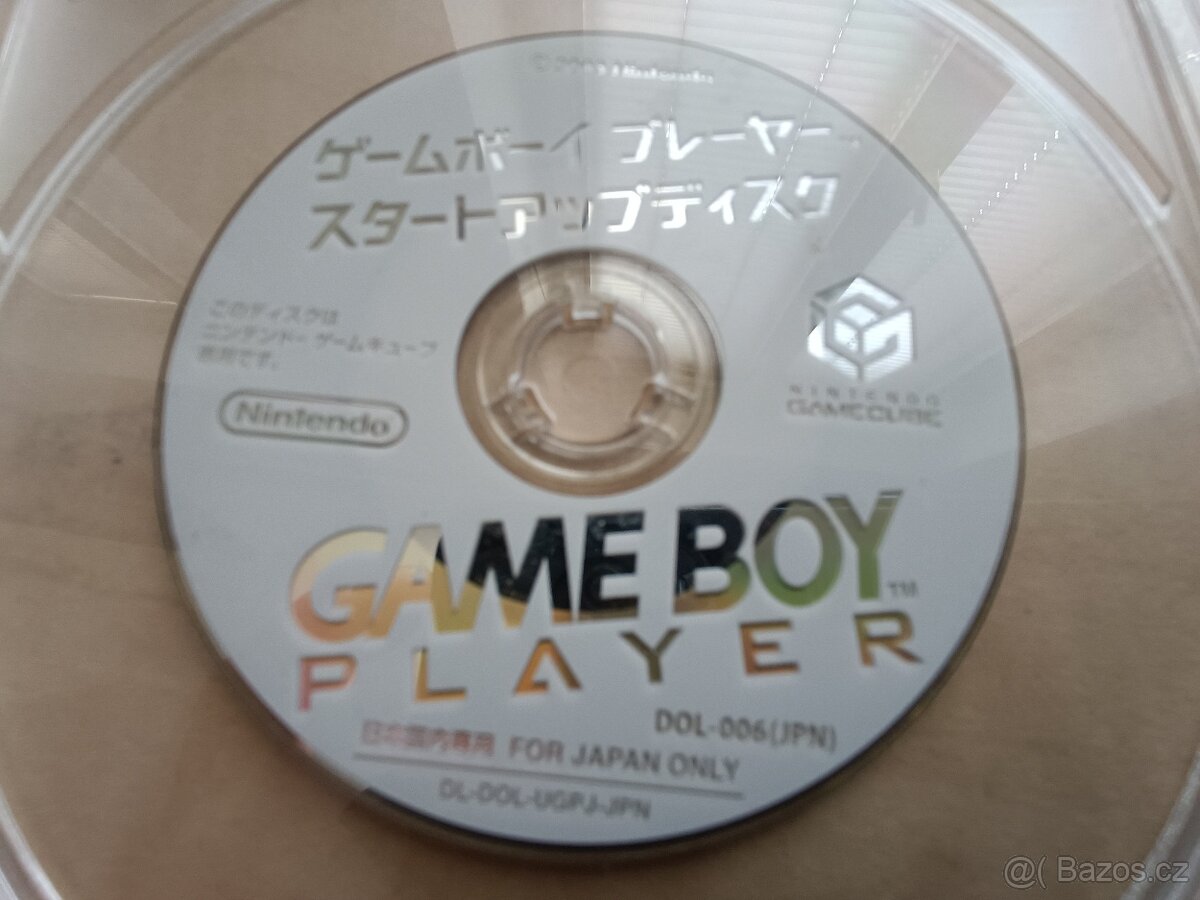 © 2003 Nintendo
ゲームボーイ プレーヤー
スタートアップディスク
このディスクは
ニンテンドーゲームキューブ
専用です。
Nintendo
NINTENDO
GAMECUBE
GAME BOY™
PLAYER
DOL-006(JPN)
日本国内専用 FOR JAPAN ONLY
DL-DOL-UGPJ-JPN
@( Bazos.cz